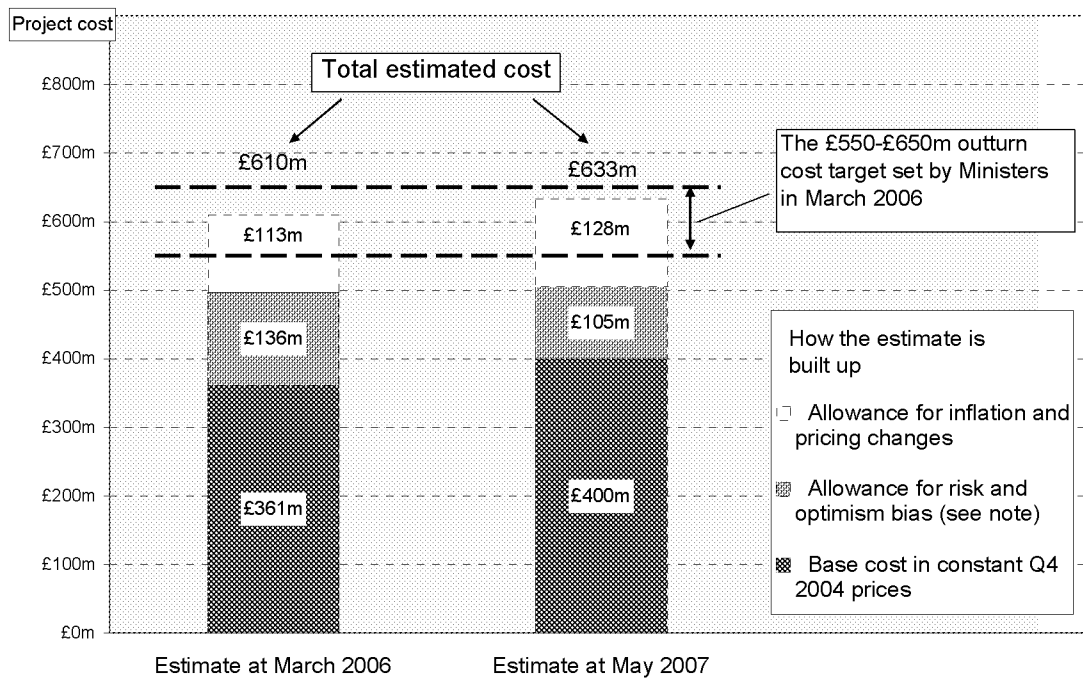 Project cost
Total estimated cost
£800m
£700m
£600m
£500m
£400m
£300m
£200m
£100m
£0m
£610m
£633m
The £550-£650m outturn
cost target set by Ministers
in March 2006
£113m
£128m
£136m
£105m
£361m
£400m
How the estimate is
built up
Allowance for inflation and
pricing changes
Allowance for risk and
optimism bias (see note)
Base cost in constant Q4
2004 prices
Estimate at March 2006
Estimate at May 2007